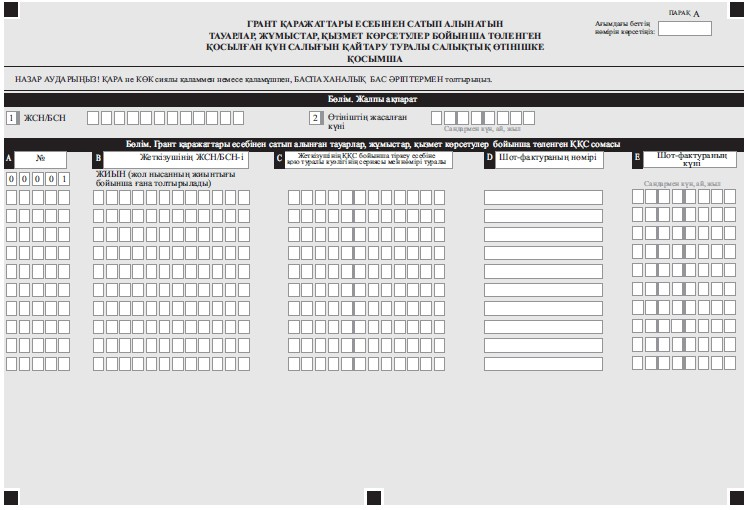 ПАРАҚ A
ГРАНТ ҚАРАЖАТТАРЫ ЕСЕБІНЕН САТЫП АЛЫНАТЫН
ТАУАРЛАР, ЖҰМЫСТАР, ҚЫЗМЕТ КӨРСЕТУЛЕР БОЙЫНША ТӨЛЕНГЕН
ҚОСЫЛҒАН ҚҰН САЛЫҒЫН ҚАЙТАРУ ТУРАЛЫ САЛЫҚТЫҚ ӨТІНІШКЕ
ҚОСЫМША
Ағымдағы беттің
нөмірін көрсетіңіз:
НАЗАР АУДАРЫҢЫЗ! ҚАРА не КӨК сиялы қаламмен немесе қаламұшпен, БАСПАХАНАЛЫҚ БАС ӘРІПТЕРМЕН толтырыңыз.
Бөлім. Жалпы ақпарат
1 ЖСН/БСН
2 Өтініштің жасалған
күні
Сандармен күн, ай, жыл
Бөлім. Грант қаражаттары есебінен сатып алынған тауарлар, жұмыстар, қызмет көрсетулер бойынша төленген ҚҚС сомасы
A №
B Жеткізушінің ЖСН/БСН-і
C Жеткізушінің ҚҚС бойынша тіркеу есебіне
қою туралы куәлігінің сериясы мен нөмірі туралы
D Шот-фактураның нөмірі
E Шот-фактураның
күні
0 0 0 0 1
ЖИЫН (жол нысанның жиынтығы
бойынша ғана толтырылады)
Сандармен күн, ай, жыл